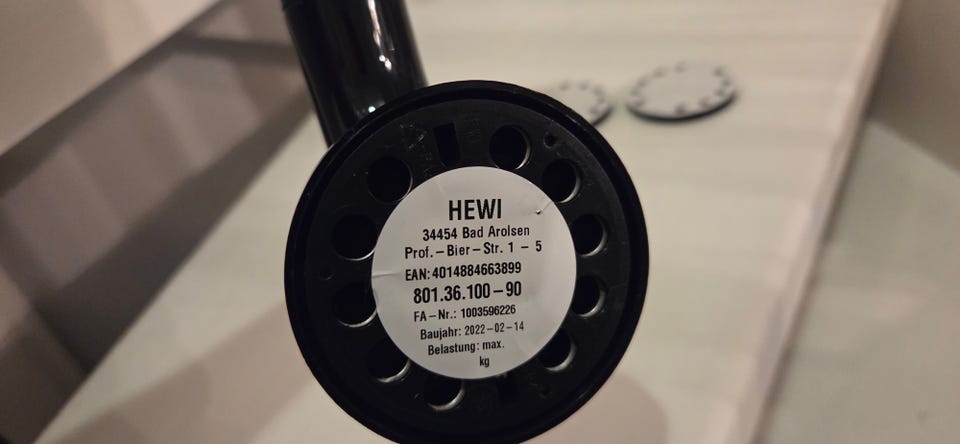 HEWI
34454 Bad Arolsen
Prof.-Bier-Str. 1 - 5
EAN:4014884663899
801.36.100-90
FA-Nr.: 1003596226
Baujahr: 2022-02-14
Belastung: max.
kg